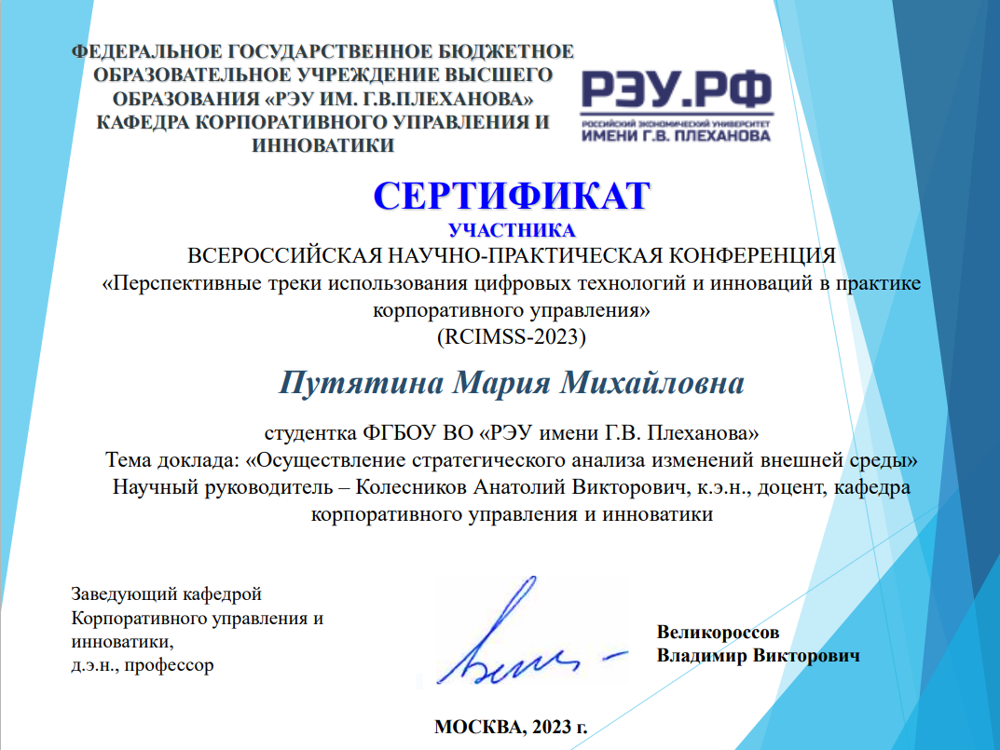 ФЕДЕРАЛЬНОЕ ГОСУДАРСТВЕННОЕ БЮДЖЕТНОЕ
ОБРАЗОВАТЕЛЬНОЕ УЧРЕЖДЕНИЕ ВЫСШЕГО
ОБРАЗОВАНИЯ «РЭУ ИМ. Г.В.ПЛЕХАНОВА»
КАФЕДРА КОРПОРАТИВНОГО УПРАВЛЕНИЯ И
ИННОВАТИКИ
РЭУ.РФ
РОССИЙСКИЙ ЭКОНОМИЧЕСКИЙ УНИВЕРСИТЕТ
ИМЕНИ Г.В. ПЛЕХАНОВА
СЕРТИФИКАТ
УЧАСТНИКА
ВСЕРОССИЙСКАЯ НАУЧНО-ПРАКТИЧЕСКАЯ КОНФЕРЕНЦИЯ
«Перспективные треки использования цифровых технологий и инноваций в практике
корпоративного управления»
(RCIMSS-2023)
Путятина Мария Михайловна
студентка ФГБОУ ВО «РЭУ имени Г.В. Плеханова»
Тема доклада: «Осуществление стратегического анализа изменений внешней среды»
Научный руководитель – Колесников Анатолий Викторович, к.э.н., доцент, кафедра
корпоративного управления и инноватики
Заведующий кафедрой
Корпоративного управления и
инноватики,
д.э.н., профессор
Великороссов
Владимир Викторович
МОСКВА, 2023 г.